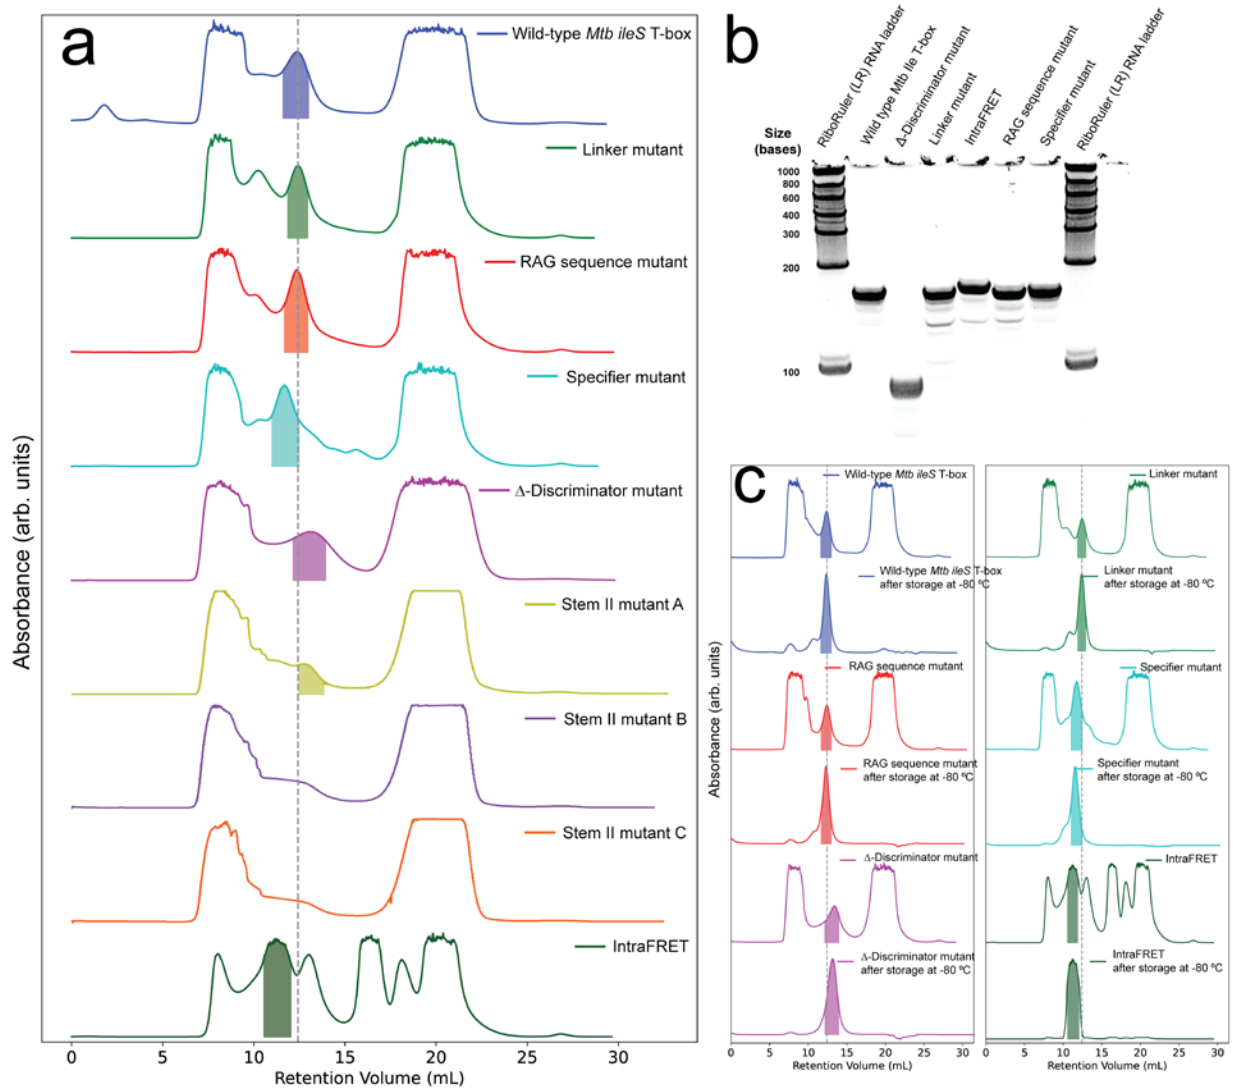 a
Wild-type Mtb ileS T-box
Linker mutant
RAG sequence mutant
Specifier mutant
Δ-Discriminator mutant
Stem II mutant A
Stem II mutant B
Stem II mutant C
IntraFRET
Absorbance (arb. units)
0 5 10 15 20 25 30
Retention Volume (mL)
b
Size
(bases)
RiboRuler (LR) RNA ladder
Wild type Mtb Ile T-box
Δ-Discriminator mutant
Linker mutant
IntraFRET
RAG sequence mutant
Specifier mutant
RiboRuler (LR) RNA ladder
1000
800
600
400
300
200
100
c
Wild-type Mtb ileS T-box
Wild-type Mtb ileS T-box
after storage at -80 ºC
RAG sequence mutant
RAG sequence mutant
after storage at -80 ºC
Δ-Discriminator mutant
Δ-Discriminator mutant
after storage at -80 ºC
Linker mutant
Linker mutant
after storage at -80 ºC
Specifier mutant
Specifier mutant
after storage at -80 ºC
IntraFRET
IntraFRET
after storage at -80 ºC
Absorbance (arb. units)
0 5 10 15 20 25 30
0 5 10 15 20 25 30
Retention Volume (mL)